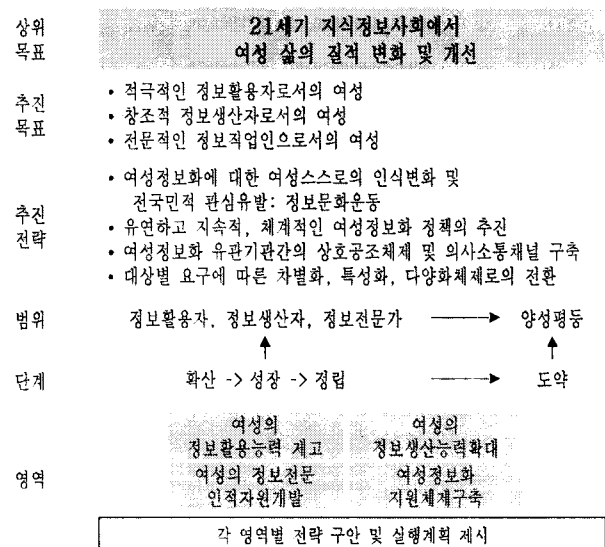 상위
목표
21세기 지식정보사회에서
여성 삶의 질적 변화 및 개선
추진
목표
• 적극적인 정보활용자로서의 여성
• 창조적 정보생산자로서의 여성
• 전문적인 정보직업인으로서의 여성
추진
전략
• 여성정보화에 대한 여성스스로의 인식변화 및
전국민적 관심유발: 정보문화운동
• 유연하고 지속적, 체계적인 여성정보화 정책의 추진
• 여성정보화 유관기관간의 상호공조체제 및 의사소통채널 구축
• 대상별 요구에 따른 차별화, 특성화, 다양화체제로의 전환
범위
정보활용자, 정보생산자, 정보전문가 → 양성평등
단계
확산 -> 성장 -> 정립 → 도약
영역
여성의
정보활용능력 제고
여성의
정보생산능력확대
여성의 정보전문
인적자원개발
여성정보화
지원체제구축
각 영역별 전략 구안 및 실행계획 제시